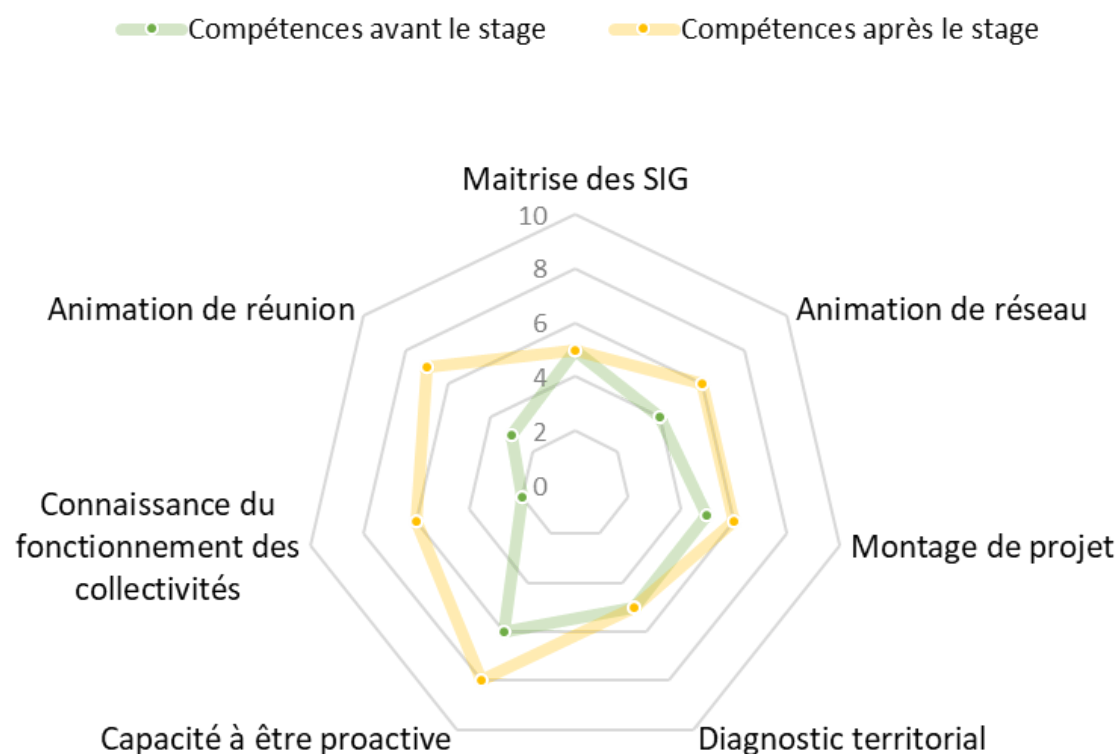 Compétences avant le stage
Compétences après le stage
Maitrise des SIG
10
8
6
4
2
0
Animation de réunion
Animation de réseau
Connaissance du
fonctionnement des
collectivités
Montage de projet
Capacité à être proactive
Diagnostic territorial